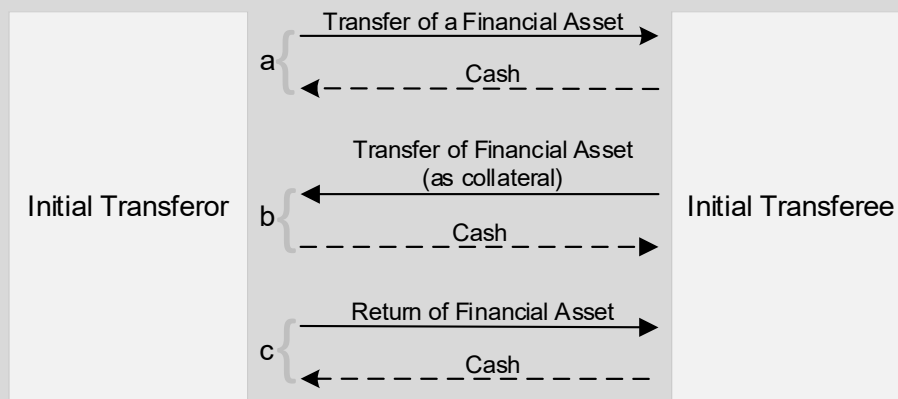 Transfer of a Financial Asset
a
Cash
Transfer of Financial Asset
(as collateral)
Initial Transferor
b
Initial Transferee
Cash
Return of Financial Asset
c
Cash